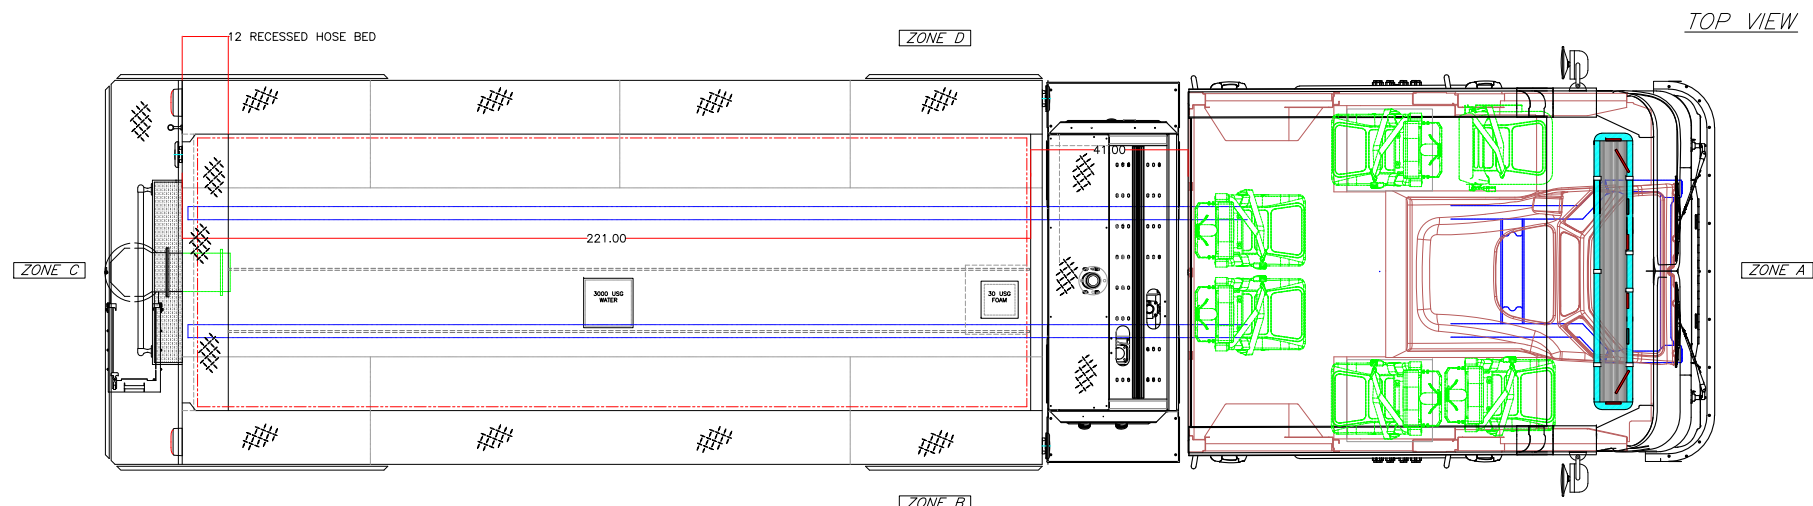 TOP VIEW
12 RECESSED HOSE BED
ZONE D
41.00
221.00
ZONE C
ZONE A
3000 USG
WATER
30 USG
FOAM
ZONE B